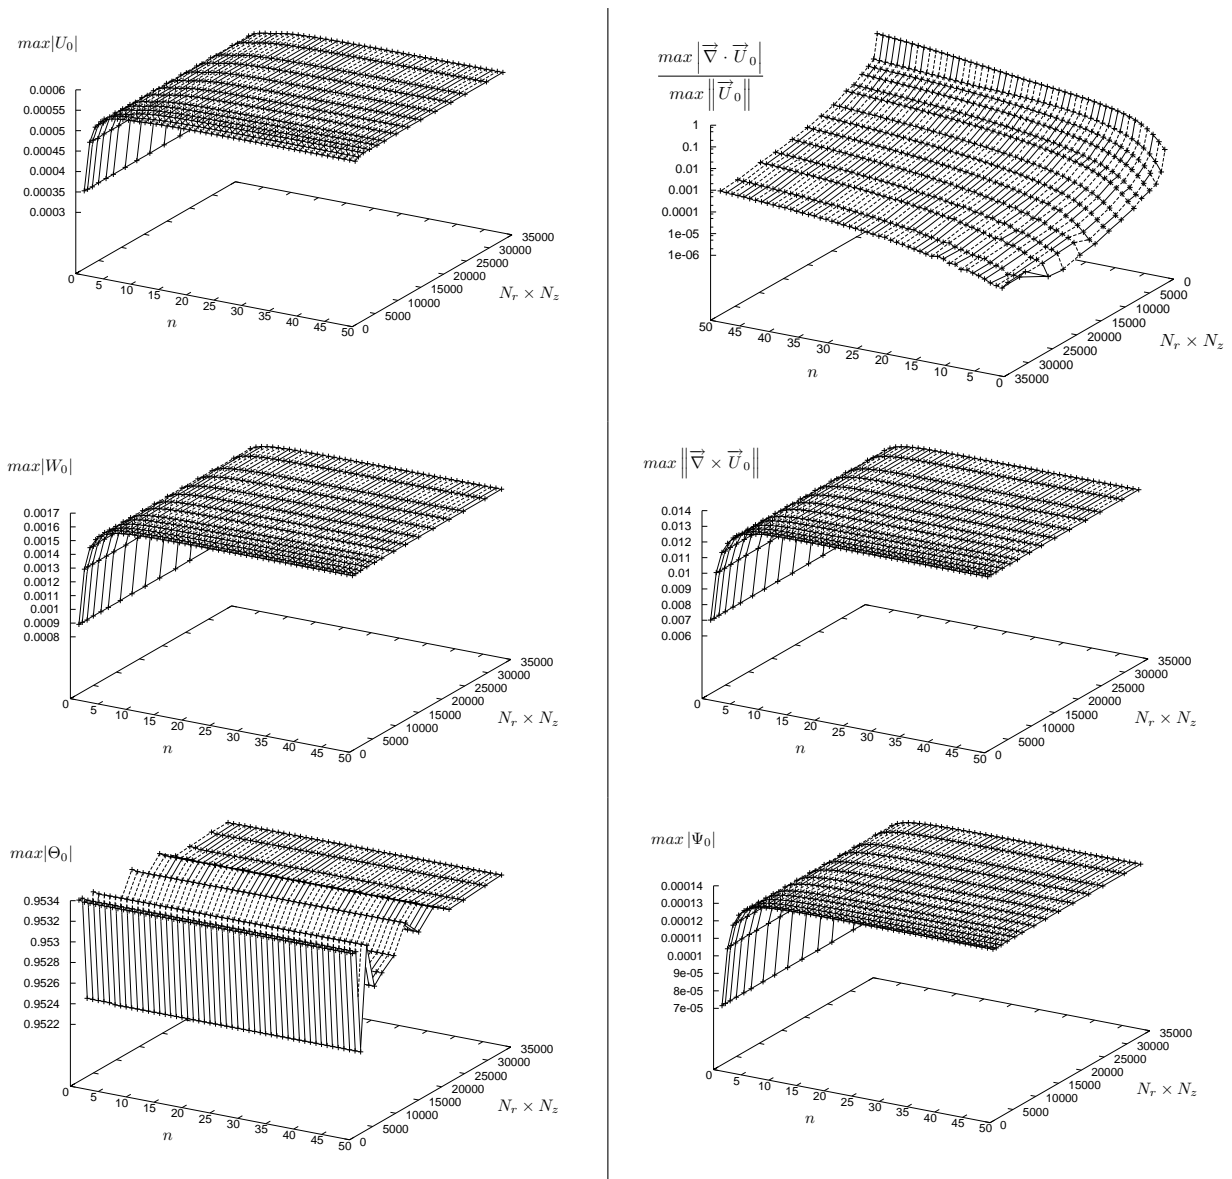 max|U₀|
0.0006
0.00055
0.0005
0.00045
0.0004
0.00035
0.0003
0 5 10 15 20 25 30 35 40 45 50
n
0 5000 10000 15000 20000 25000 30000 35000
N_r × N_z
max |∇⃗ · U⃗₀|
max ‖U⃗₀‖
1
0.1
0.01
0.001
0.0001
1e-05
1e-06
50 45 40 35 30 25 20 15 10 5 0
n
35000 30000 25000 20000 15000 10000 5000 0
N_r × N_z
max|W₀|
0.0017
0.0016
0.0015
0.0014
0.0013
0.0012
0.0011
0.001
0.0009
0.0008
0 5 10 15 20 25 30 35 40 45 50
n
0 5000 10000 15000 20000 25000 30000 35000
N_r × N_z
max ‖∇⃗ × U⃗₀‖
0.014
0.013
0.012
0.011
0.01
0.009
0.008
0.007
0.006
0 5 10 15 20 25 30 35 40 45 50
n
0 5000 10000 15000 20000 25000 30000 35000
N_r × N_z
max|Θ₀|
0.9534
0.9532
0.953
0.9528
0.9526
0.9524
0.9522
0 5 10 15 20 25 30 35 40 45 50
n
0 5000 10000 15000 20000 25000 30000 35000
N_r × N_z
max |Ψ₀|
0.00014
0.00013
0.00012
0.00011
0.0001
9e-05
8e-05
7e-05
0 5 10 15 20 25 30 35 40 45 50
n
0 5000 10000 15000 20000 25000 30000 35000
N_r × N_z